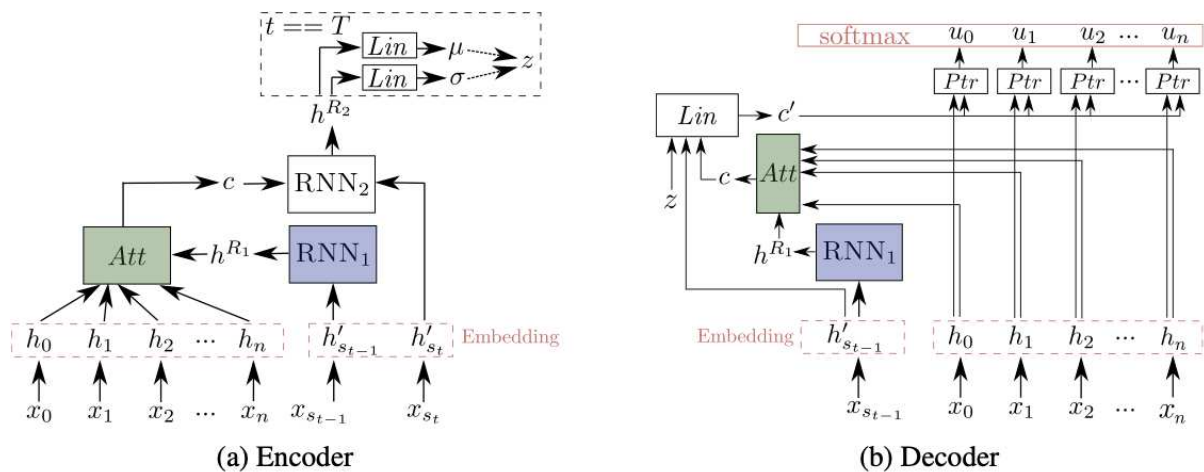 t == T
Lin μ
z
Lin σ
h^{R_2}
c RNN_2
Att h^{R_1} RNN_1
h_0 h_1 h_2 ... h_n h'_{s_{t-1}} h'_{s_t} Embedding
x_0 x_1 x_2 ... x_n x_{s_{t-1}} x_{s_t}
(a) Encoder
softmax u_0 u_1 u_2 ... u_n
Ptr Ptr Ptr ... Ptr
Lin c'
z c Att
h^{R_1} RNN_1
Embedding h'_{s_{t-1}} h_0 h_1 h_2 ... h_n
x_{s_{t-1}} x_0 x_1 x_2 ... x_n
(b) Decoder